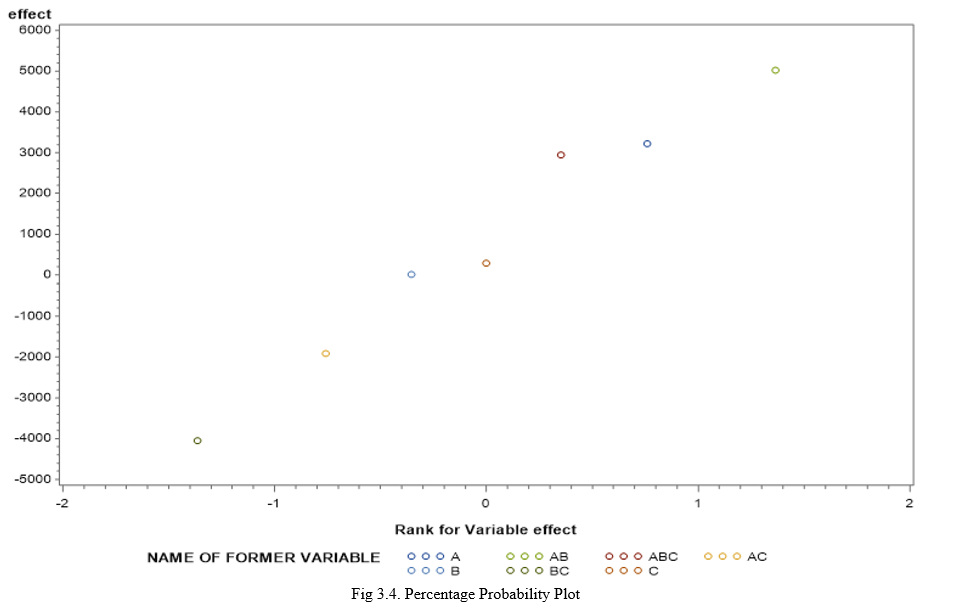 effect
6000
5000
4000
3000
2000
1000
0
-1000
-2000
-3000
-4000
-5000
-2 -1 0 1 2
Rank for Variable effect
NAME OF FORMER VARIABLE A AB ABC AC
B BC C
Fig 3.4. Percentage Probability Plot